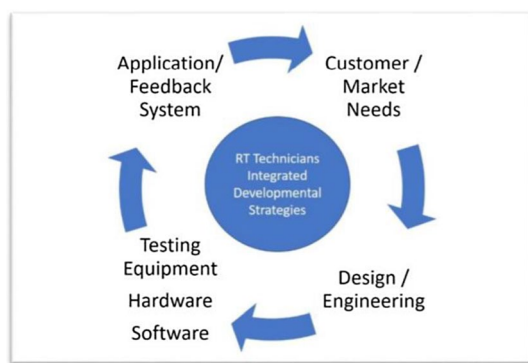 Application/
Feedback
System
Customer /
Market
Needs
RT Technicians
Integrated
Developmental
Strategies
Testing
Equipment
Hardware
Software
Design /
Engineering